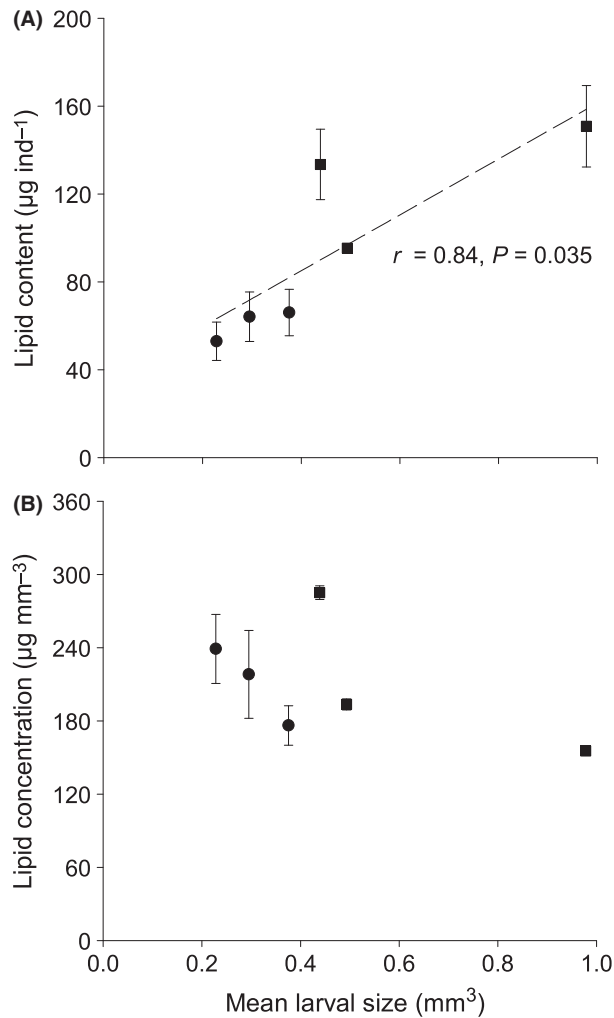 (A)
200
160
120
80
40
0
Lipid content (µg ind⁻¹)
r = 0.84, P = 0.035
(B)
360
300
240
180
120
60
0
Lipid concentration (µg mm⁻³)
0.0 0.2 0.4 0.6 0.8 1.0
Mean larval size (mm³)